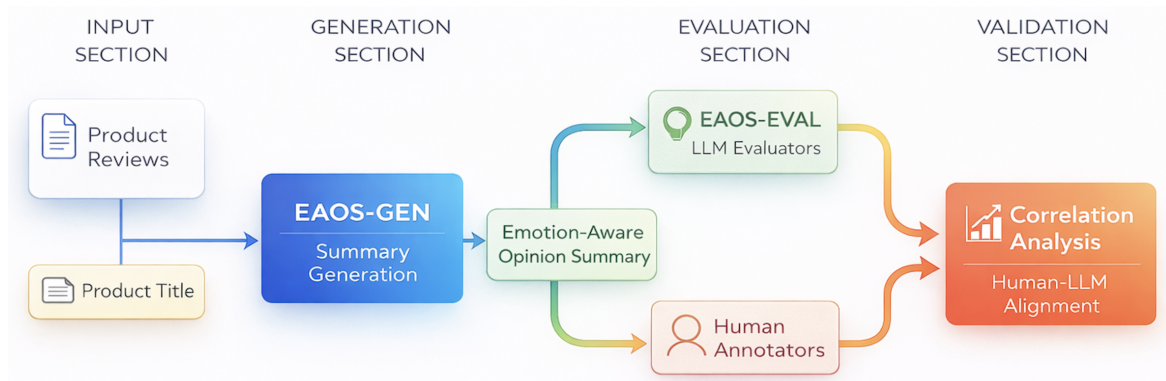 INPUT
SECTION
GENERATION
SECTION
EVALUATION
SECTION
VALIDATION
SECTION
Product
Reviews
Product Title
EAOS-GEN
Summary
Generation
Emotion-Aware
Opinion Summary
EAOS-EVAL
LLM Evaluators
Human
Annotators
Correlation
Analysis
Human-LLM
Alignment